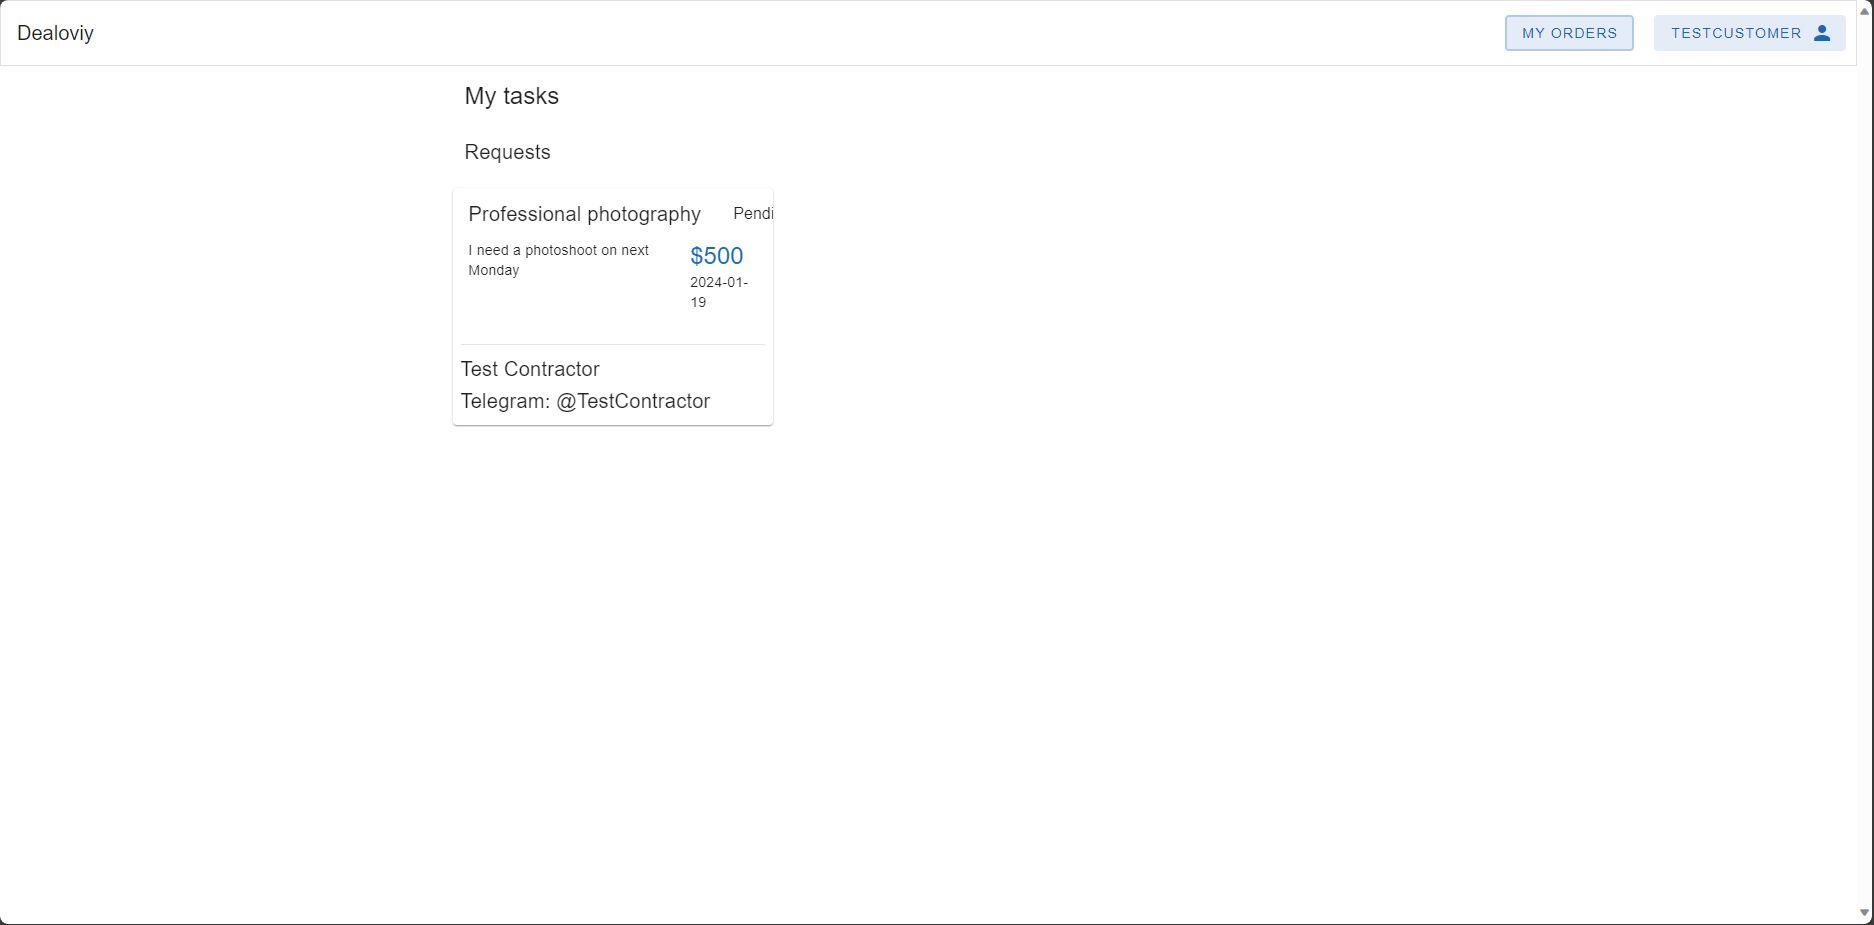 Dealoviy
MY ORDERS
TESTCUSTOMER
My tasks
Requests
Professional photography
Pendi
I need a photoshoot on next
Monday
$500
2024-01-
19
Test Contractor
Telegram: @TestContractor